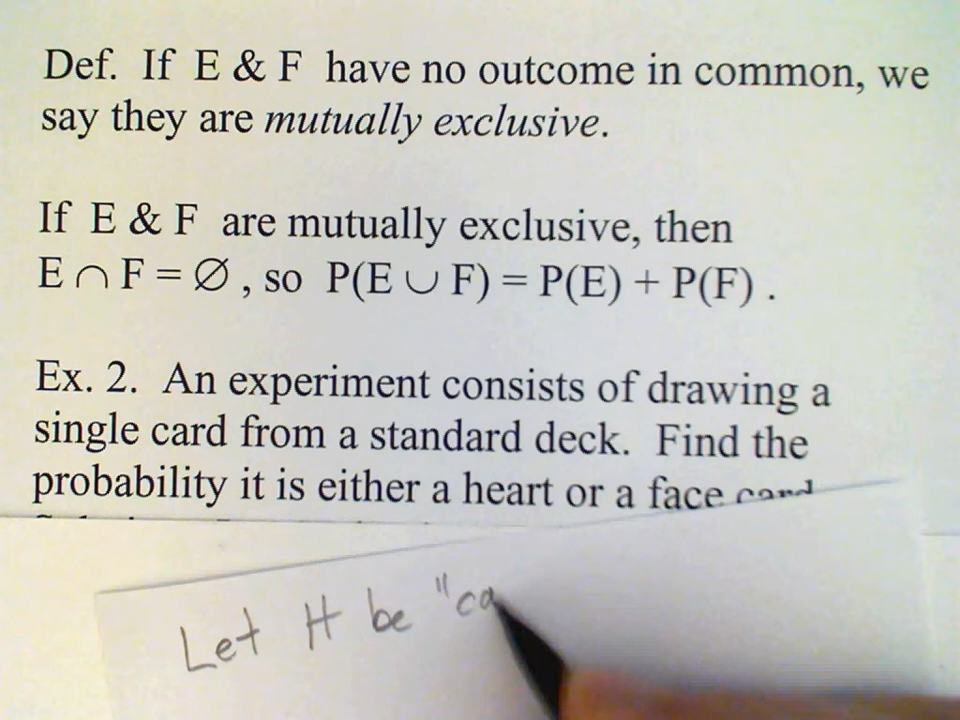 Def. If E & F have no outcome in common, we
say they are mutually exclusive.
If E & F are mutually exclusive, then
E ∩ F = ∅ , so P(E ∪ F) = P(E) + P(F) .
Ex. 2. An experiment consists of drawing a
single card from a standard deck. Find the
probability it is either a heart or a face card
Let H be "ca